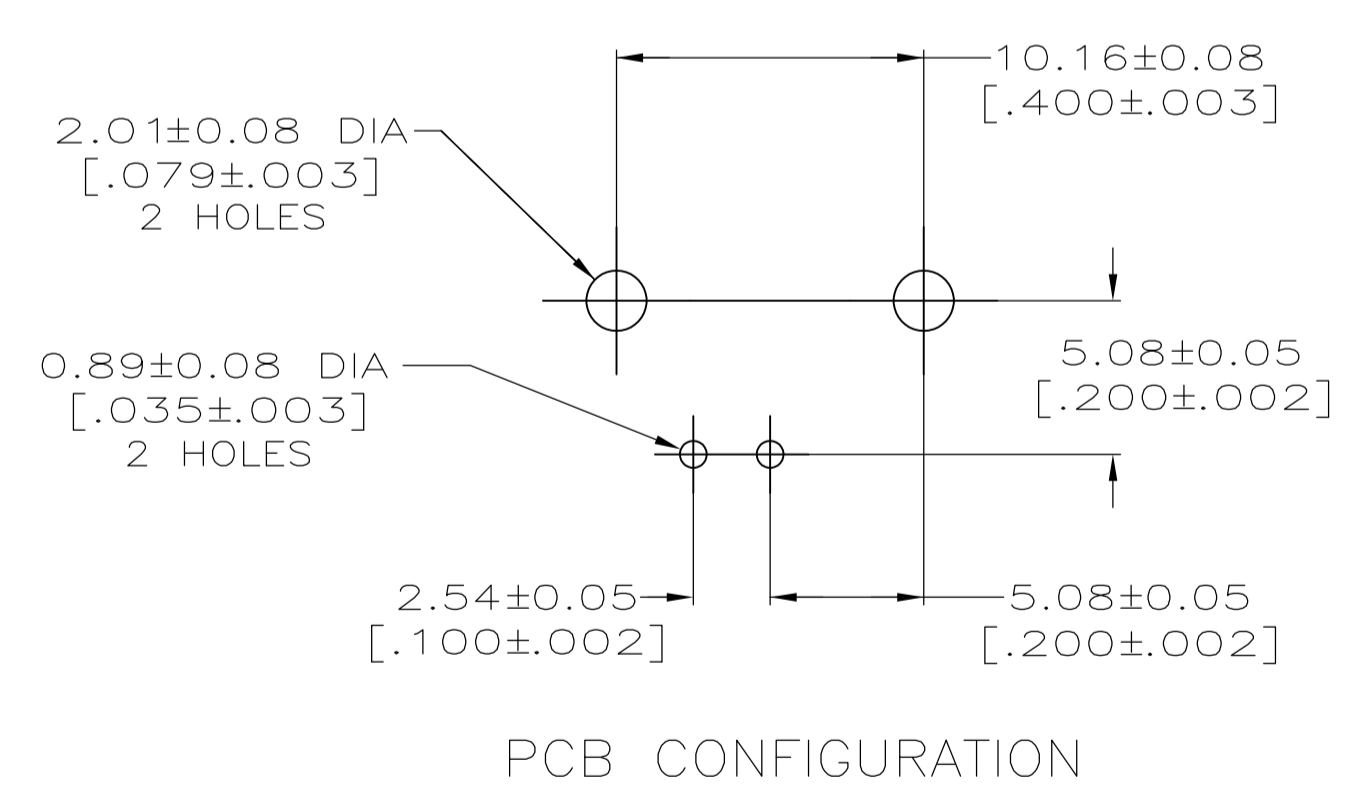 10.16±0.08
[.400±.003]
2.01±0.08 DIA
[.079±.003]
2 HOLES
5.08±0.05
[.200±.002]
0.89±0.08 DIA
[.035±.003]
2 HOLES
2.54±0.05
[.100±.002]
5.08±0.05
[.200±.002]
PCB CONFIGURATION